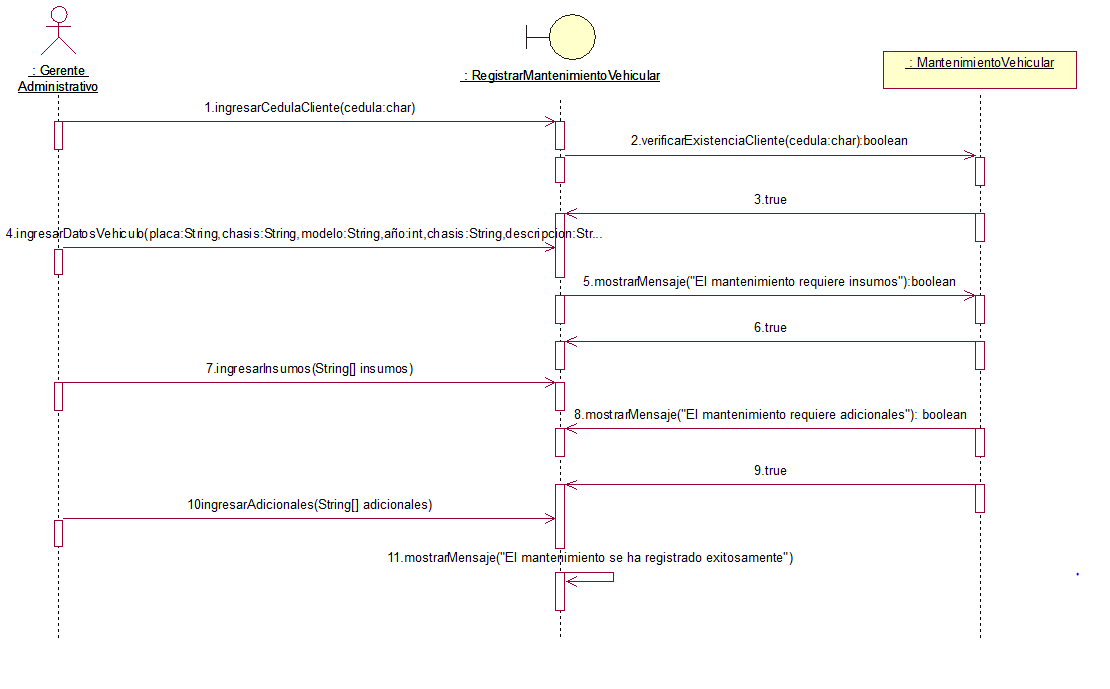 : Gerente
Administrativo
: RegistrarMantenimientoVehicular
: MantenimientoVehicular
1.ingresarCedulaCliente(cedula:char)
2.verificarExistenciaCliente(cedula:char):boolean
3.true
4.ingresarDatosVehiculo(placa:String,chasis:String,modelo:String,año:int,chasis:String,descripcion:Str...
5.mostrarMensaje("El mantenimiento requiere insumos"):boolean
6.true
7.ingresarInsumos(String[] insumos)
8.mostrarMensaje("El mantenimiento requiere adicionales"): boolean
9.true
10ingresarAdicionales(String[] adicionales)
11.mostrarMensaje("El mantenimiento se ha registrado exitosamente")